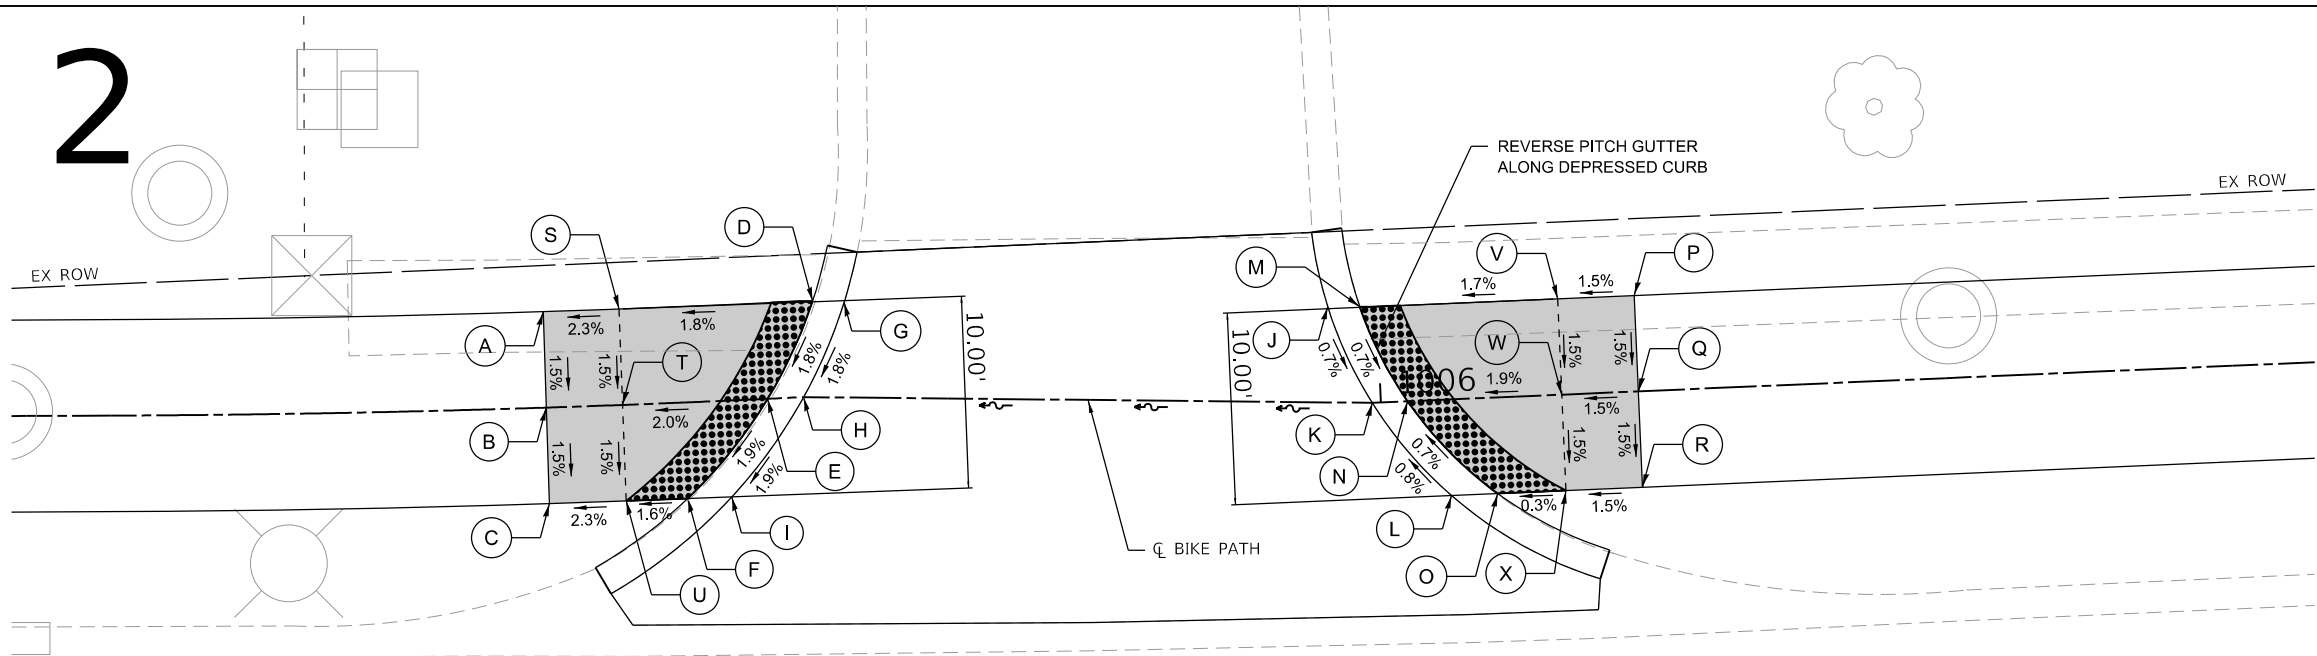 2
REVERSE PITCH GUTTER
ALONG DEPRESSED CURB
EX ROW
EX ROW
S
D
M
V
P
1.5%
1.7%
A
2.3%
1.8%
G
J
T
W
Q
10.00'
10.00'
1.5%
1.5%
1.8%
1.8%
0.7%
0.7%
1.5%
1.5%
1.9%
1.5%
2.0%
B
H
K
E
N
R
1.5%
1.5%
1.9%
1.9%
0.7%
0.8%
1.5%
1.5%
C
2.3%
1.6%
I
L
0.3%
1.5%
F
U
O
X
℄ BIKE PATH